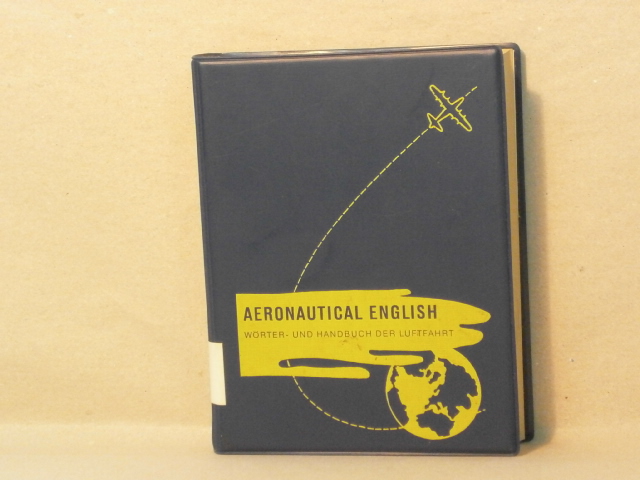 AERONAUTICAL ENGLISH
WÖRTER- UND HANDBUCH DER LUFTFAHRT